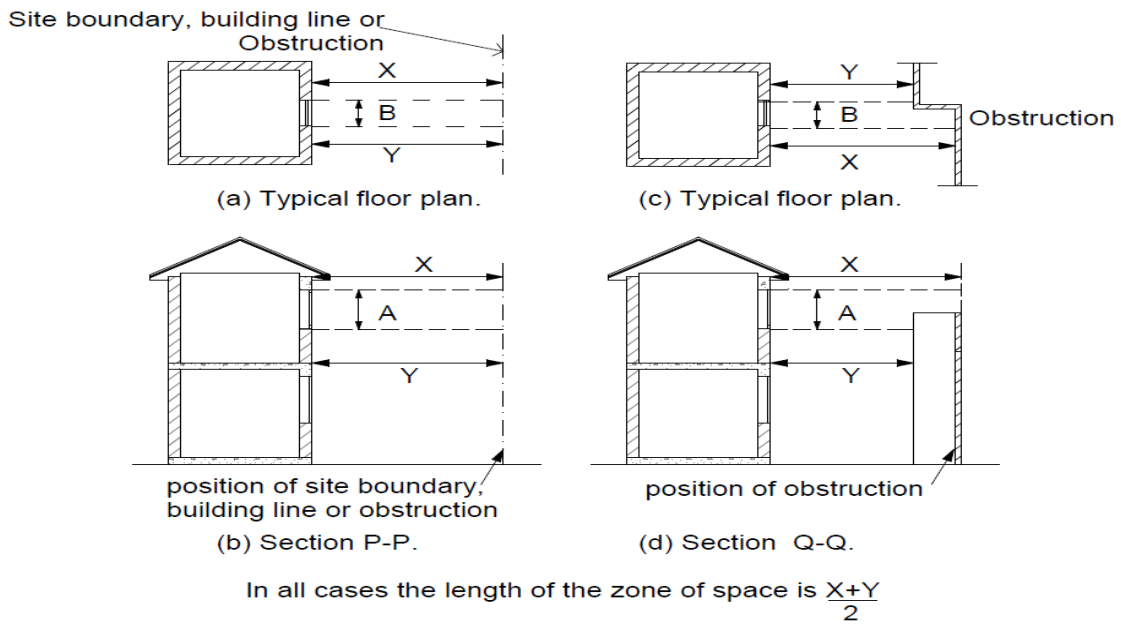 Site boundary, building line or
Obstruction
X
B
Y
(a) Typical floor plan.
Y
B
Obstruction
X
(c) Typical floor plan.
X
A
Y
position of site boundary,
building line or obstruction
(b) Section P-P.
X
A
Y
position of obstruction
(d) Section Q-Q.
In all cases the length of the zone of space is X+Y
2